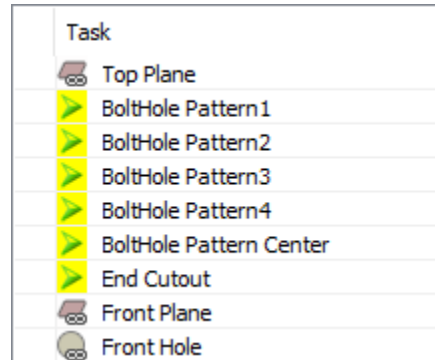 Task
Top Plane
BoltHole Pattern1
BoltHole Pattern2
BoltHole Pattern3
BoltHole Pattern4
BoltHole Pattern Center
End Cutout
Front Plane
Front Hole